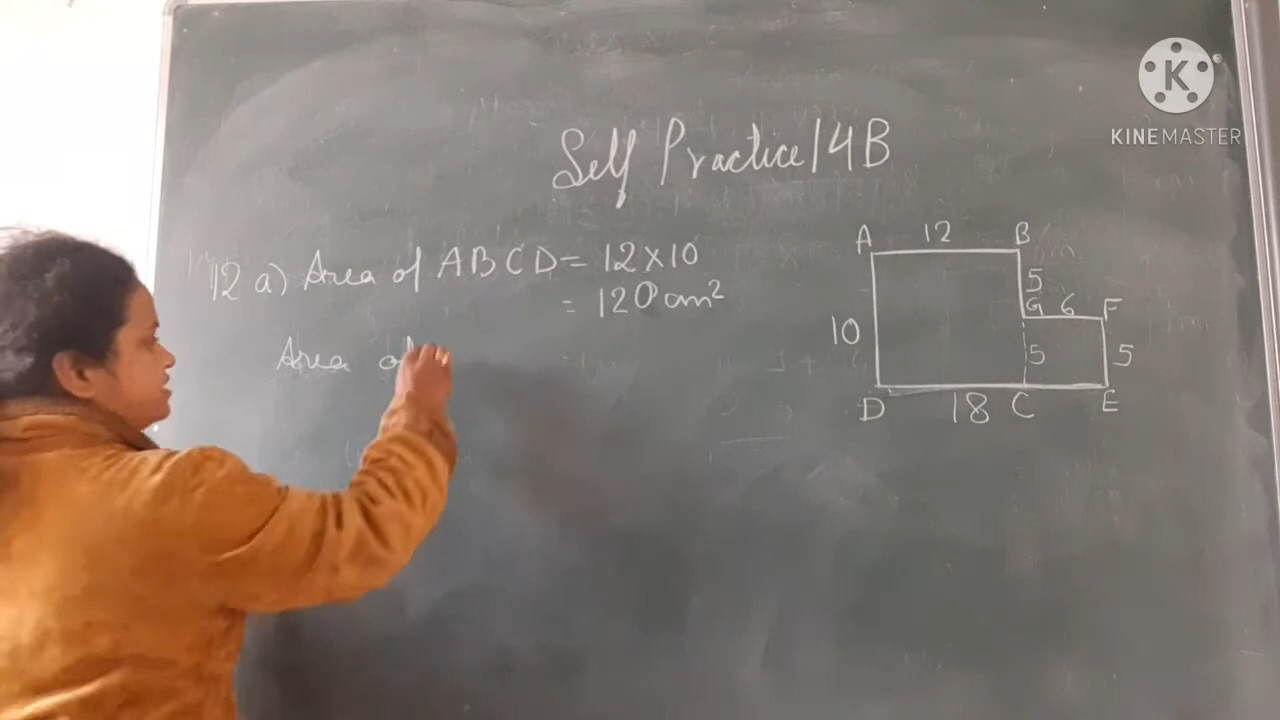 K
KINEMASTER
Self Practice 14B
12 a) Area of ABCD = 12×10
= 120 cm²
Area of
A 12 B
5
G 6 F
10
5 5
D 18 C E